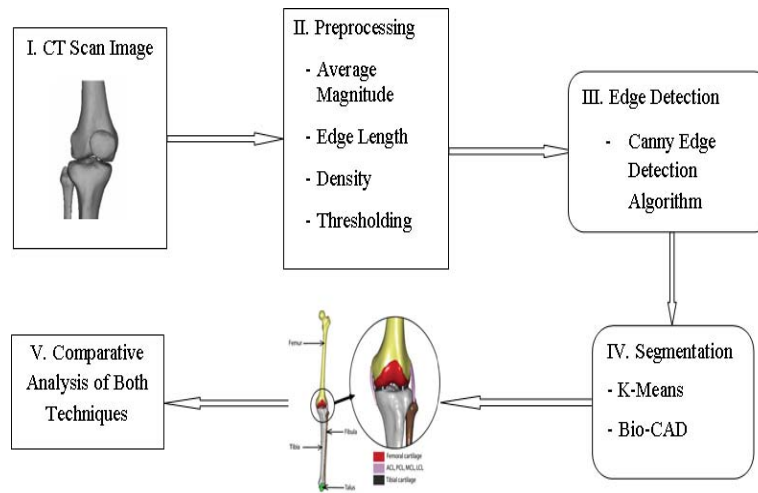 I. CT Scan Image
II. Preprocessing
- Average
Magnitude
- Edge Length
- Density
- Thresholding
III. Edge Detection
- Canny Edge
Detection
Algorithm
IV. Segmentation
- K-Means
- Bio-CAD
Femur
Fibula
Tibia
Talus
Femoral cartilage
ACL, PCL, MCL, LCL
Tibial cartilage
V. Comparative
Analysis of Both
Techniques